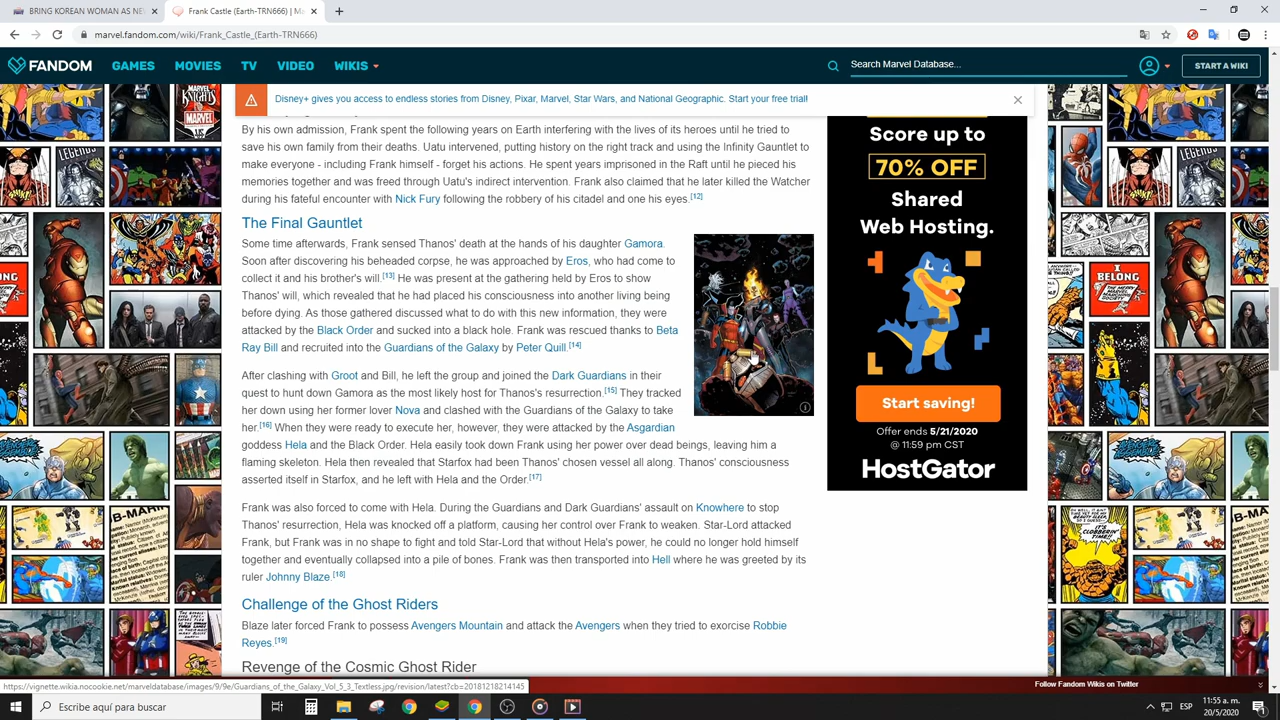 BRING KOREAN WOMAN AS NE
Frank Castle (Earth-TRN666) | Ma
marvel.fandom.com/wiki/Frank_Castle_(Earth-TRN666)
FANDOM GAMES MOVIES TV VIDEO WIKIS Search Marvel Database... START A WIKI
Disney+ gives you access to endless stories from Disney, Pixar, Marvel, Star Wars, and National Geographic. Start your free trial!
By his own admission, Frank spent the following years on Earth interfering with the lives of its heroes until he tried to
save his own family from their deaths. Uatu intervened, putting history on the right track and using the Infinity Gauntlet to
make everyone - including Frank himself - forget his actions. He spent years imprisoned in the Raft until he pieced his
memories together and was freed through Uatu's indirect intervention. Frank also claimed that he later killed the Watcher
during his fateful encounter with Nick Fury following the robbery of his citadel and one his eyes.[12]
The Final Gauntlet
Some time afterwards, Frank sensed Thanos' death at the hands of his daughter Gamora.
Soon after discovering his beheaded corpse, he was approached by Eros, who had come to
collect it and his brethren.[13] He was present at the gathering held by Eros to show
Thanos' will, which revealed that he had placed his consciousness into another living being
before dying. As those gathered discussed what to do with this new information, they were
attacked by the Black Order and sucked into a black hole. Frank was rescued thanks to Beta
Ray Bill and recruited into the Guardians of the Galaxy by Peter Quill.[14]
After clashing with Groot and Bill, he left the group and joined the Dark Guardians in their
quest to hunt down Gamora as the most likely host for Thanos's resurrection.[15] They tracked
her down using her former lover Nova and clashed with the Guardians of the Galaxy to take
her.[16] When they were ready to execute her, however, they were attacked by the Asgardian
goddess Hela and the Black Order. Hela easily took down Frank using her power over dead beings, leaving him a
flaming skeleton. Hela then revealed that Starfox had been Thanos' chosen vessel all along. Thanos' consciousness
asserted itself in Starfox, and he left with Hela and the Order.[17]
Frank was also forced to come with Hela. During the Guardians and Dark Guardians' assault on Knowhere to stop
Thanos' resurrection, Hela was knocked off a platform, causing her control over Frank to weaken. Star-Lord attacked
Frank, but Frank was in no shape to fight and told Star-Lord that without Hela's power, he could no longer hold himself
together and eventually collapsed into a pile of bones. Frank was then transported into Hell where he was greeted by its
ruler Johnny Blaze.[18]
Challenge of the Ghost Riders
Blaze later forced Frank to possess Avengers Mountain and attack the Avengers when they tried to exorcise Robbie
Reyes.[19]
Revenge of the Cosmic Ghost Rider
Score up to
70% OFF
Shared
Web Hosting.
Start saving!
Offer ends 5/21/2020
@ 11:59 pm CST
HostGator
MARVEL
KNIGHTS
LEGENDS
I
BELONG
IT'S
CLOBBERIN'
TIME!
https://vignette.wikia.nocookie.net/marveldatabase/images/9/9e/Guardians_of_the_Galaxy_Vol_5_3_Textless.jpg/revision/latest?cb=20181218214145
Follow Fandom Wikis on Twitter
Escribe aquí para buscar
ESP
11:55 a. m.
20/5/2020